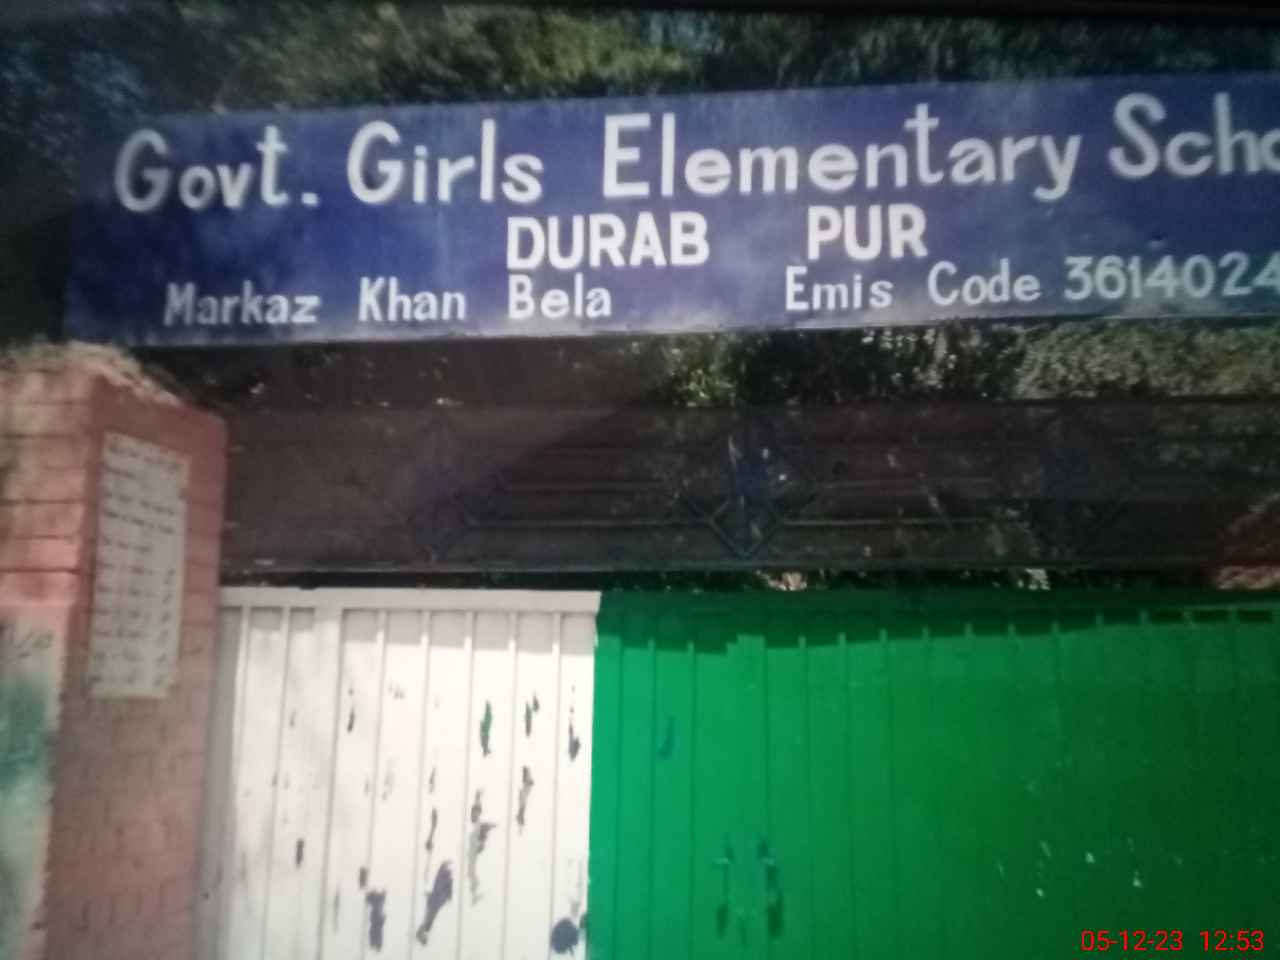 Govt. Girls Elementary Scho
DURAB PUR
Markaz Khan Bela Emis Code 3614024
05-12-23 12:53